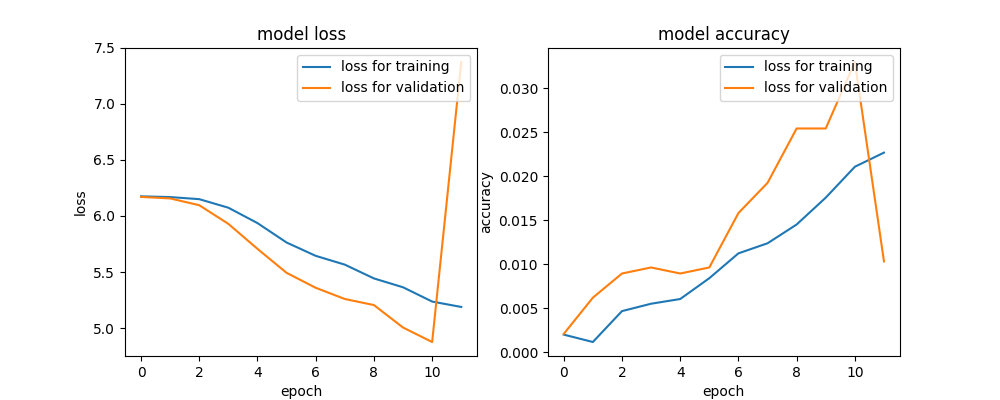 model loss
loss for training
loss for validation
7.5
7.0
6.5
6.0
5.5
5.0
loss
0 2 4 6 8 10
epoch
model accuracy
loss for training
loss for validation
0.030
0.025
0.020
0.015
0.010
0.005
0.000
accuracy
0 2 4 6 8 10
epoch